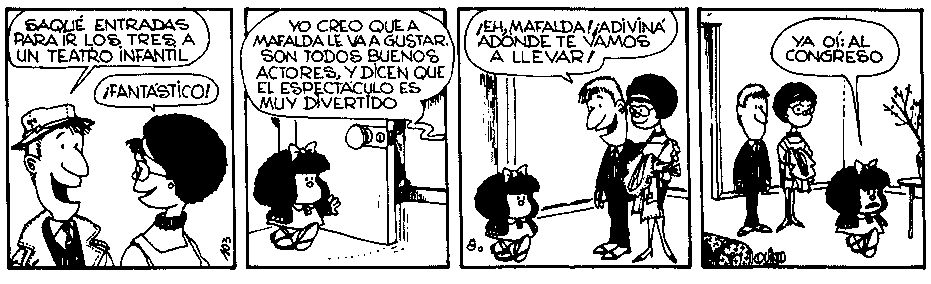 SAQUÉ ENTRADAS
PARA IR LOS TRES A
UN TEATRO INFANTIL
¡FANTÁSTICO!
103
YO CREO QUE A
MAFALDA LE VA A GUSTAR.
SON TODOS BUENOS
ACTORES, Y DICEN QUE
EL ESPECTÁCULO ES
MUY DIVERTIDO
¡EH, MAFALDA! ¡ADIVINÁ
ADÓNDE TE VAMOS
A LLEVAR!
YA OÍ; AL
CONGRESO
QUINO